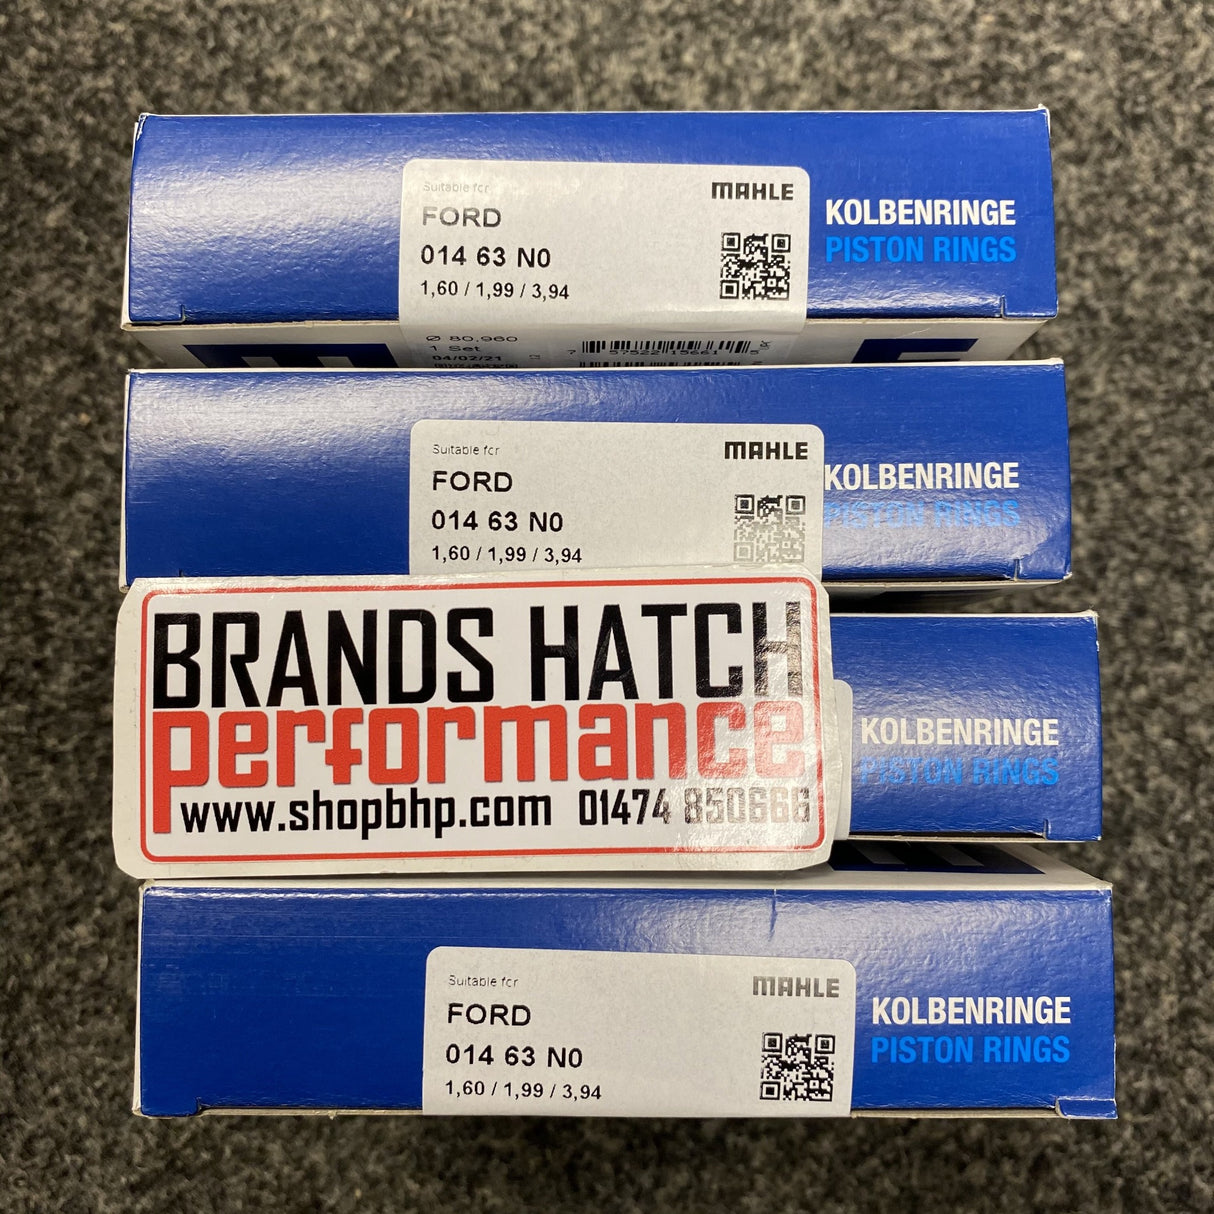 Suitable for
MAHLE
FORD
014 63 N0
1,60 / 1,99 / 3,94
KOLBENRINGE
PISTON RINGS
Ø 80,960
1 Set
04/02/21
Suitable for
MAHLE
FORD
014 63 N0
1,60 / 1,99 / 3,94
KOLBENRINGE
PISTON RINGS
BRANDS HATCH
performance
www.shopbhp.com 01474 850666
KOLBENRINGE
PISTON RINGS
Suitable for
MAHLE
FORD
014 63 N0
1,60 / 1,99 / 3,94
KOLBENRINGE
PISTON RINGS